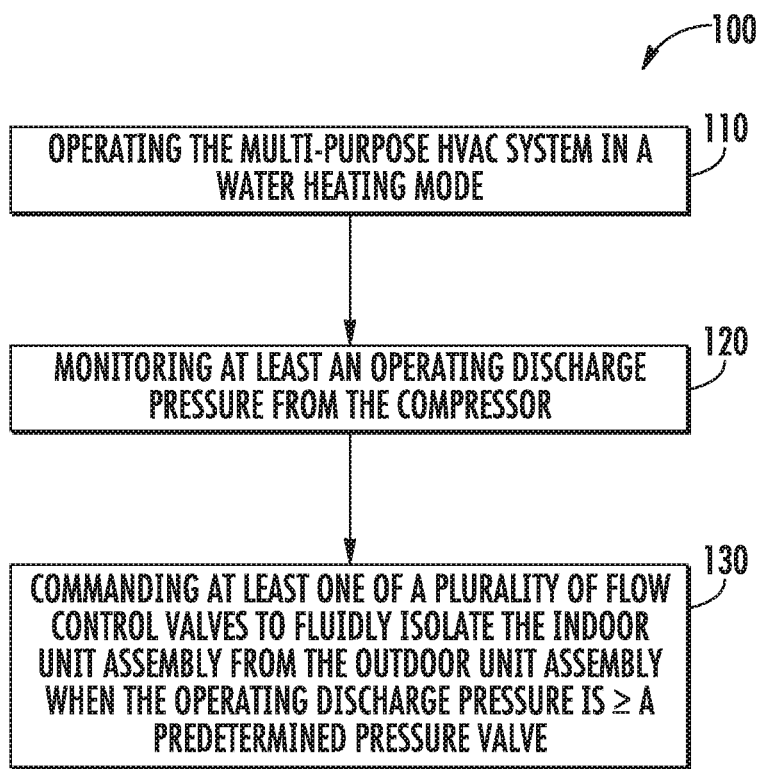 100
OPERATING THE MULTI-PURPOSE HVAC SYSTEM IN A
WATER HEATING MODE
110
MONITORING AT LEAST AN OPERATING DISCHARGE
PRESSURE FROM THE COMPRESSOR
120
COMMANDING AT LEAST ONE OF A PLURALITY OF FLOW
CONTROL VALVES TO FLUIDLY ISOLATE THE INDOOR
UNIT ASSEMBLY FROM THE OUTDOOR UNIT ASSEMBLY
WHEN THE OPERATING DISCHARGE PRESSURE IS ≥ A
PREDETERMINED PRESSURE VALVE
130